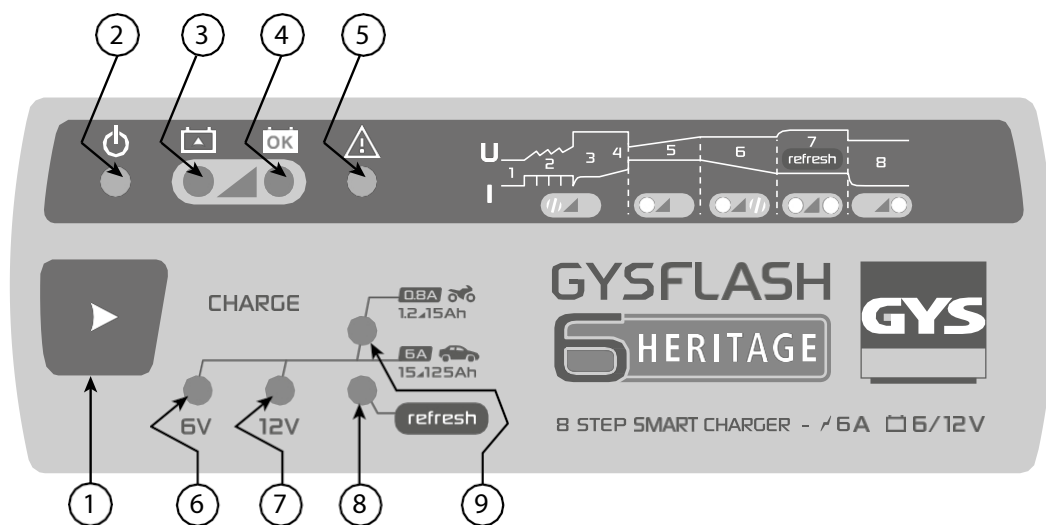 2 3 4 5
OK
U I
1 2 3 4 5 6 7 8
refresh
GYSFLASH
6 HERITAGE
GYS
CHARGE
0.8A
1.2 15Ah
6A
15 125Ah
6V 12V
refresh
8 STEP SMART CHARGER - 6A 6/12V
1 6 7 8 9